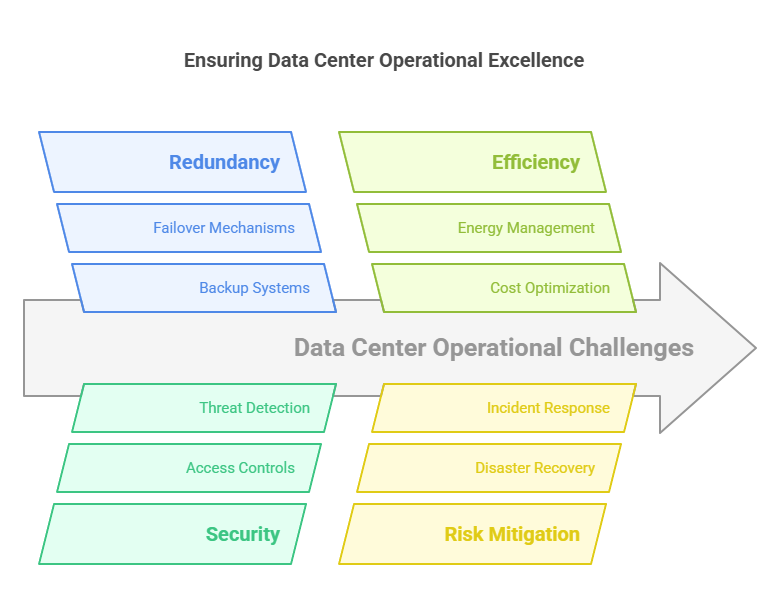 Ensuring Data Center Operational Excellence
Redundancy
Failover Mechanisms
Backup Systems
Efficiency
Energy Management
Cost Optimization
Data Center Operational Challenges
Threat Detection
Access Controls
Security
Incident Response
Disaster Recovery
Risk Mitigation